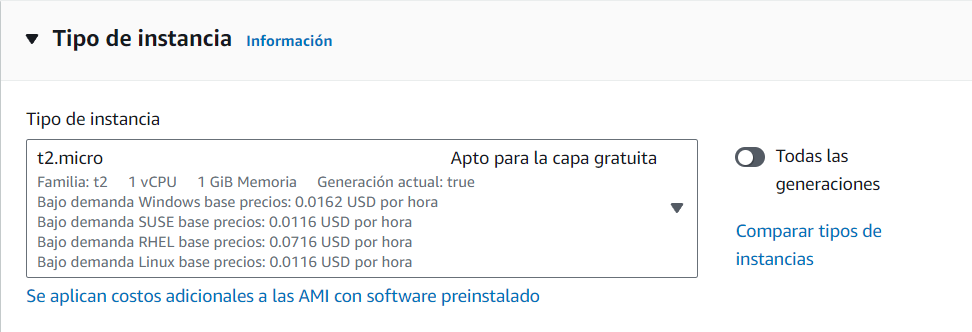 Tipo de instancia Información
Tipo de instancia
t2.micro Apto para la capa gratuita
Familia: t2 1 vCPU 1 GiB Memoria Generación actual: true
Bajo demanda Windows base precios: 0.0162 USD por hora
Bajo demanda SUSE base precios: 0.0116 USD por hora
Bajo demanda RHEL base precios: 0.0716 USD por hora
Bajo demanda Linux base precios: 0.0116 USD por hora
Todas las
generaciones
Comparar tipos de
instancias
Se aplican costos adicionales a las AMI con software preinstalado